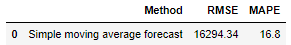 Method RMSE MAPE
0 Simple moving average forecast 16294.34 16.8